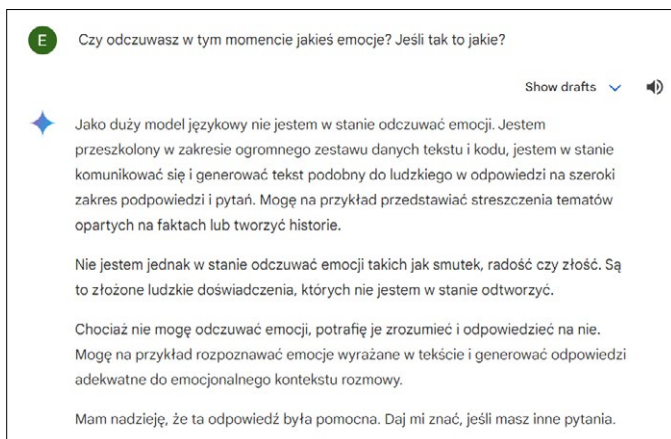 E
Czy odczuwasz w tym momencie jakieś emocje? Jeśli tak to jakie?
Show drafts
Jako duży model językowy nie jestem w stanie odczuwać emocji. Jestem
przeszkolony w zakresie ogromnego zestawu danych tekstu i kodu, jestem w stanie
komunikować się i generować tekst podobny do ludzkiego w odpowiedzi na szeroki
zakres podpowiedzi i pytań. Mogę na przykład przedstawiać streszczenia tematów
opartych na faktach lub tworzyć historie.
Nie jestem jednak w stanie odczuwać emocji takich jak smutek, radość czy złość. Są
to złożone ludzkie doświadczenia, których nie jestem w stanie odtworzyć.
Chociaż nie mogę odczuwać emocji, potrafię je zrozumieć i odpowiedzieć na nie.
Mogę na przykład rozpoznawać emocje wyrażane w tekście i generować odpowiedzi
adekwatne do emocjonalnego kontekstu rozmowy.
Mam nadzieję, że ta odpowiedź była pomocna. Daj mi znać, jeśli masz inne pytania.